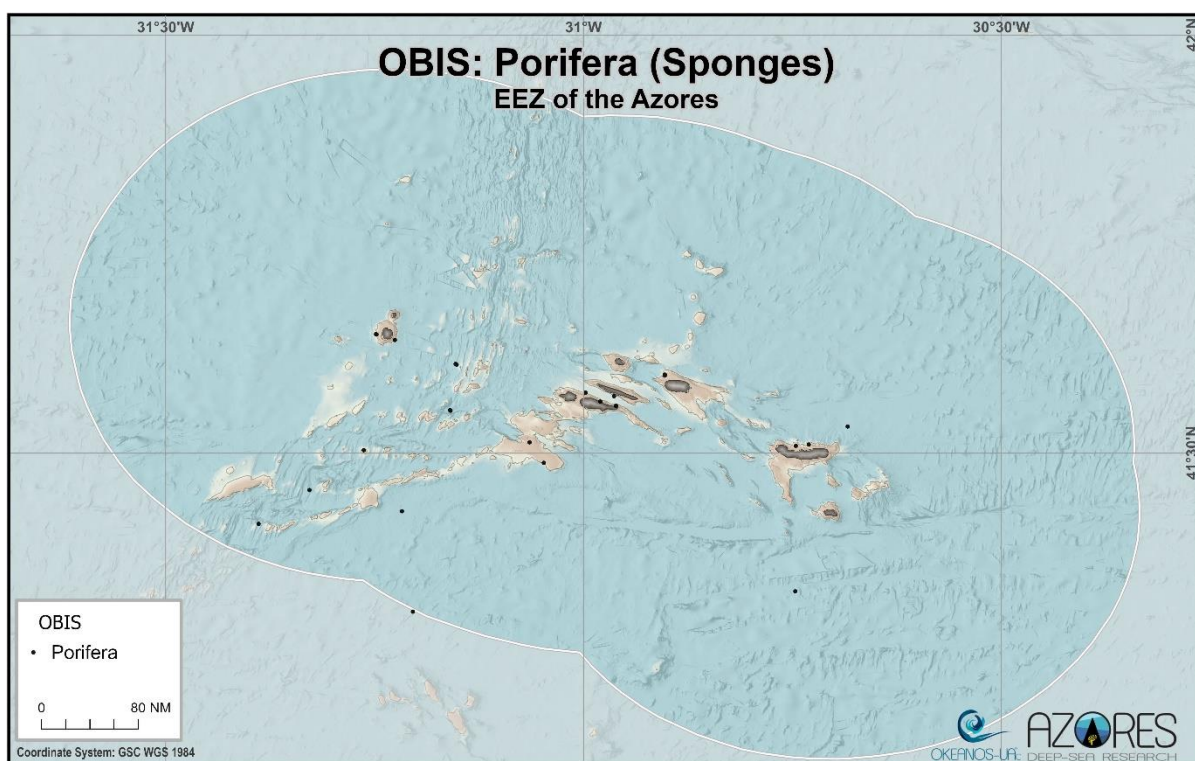 31°30'W 31°W 30°30'W
42°N
OBIS: Porifera (Sponges)
EEZ of the Azores
41°30'N
OBIS
Porifera
0 80 NM
Coordinate System: GSC WGS 1984
OKEANOS-UAc
AZORES
DEEP-SEA RESEARCH